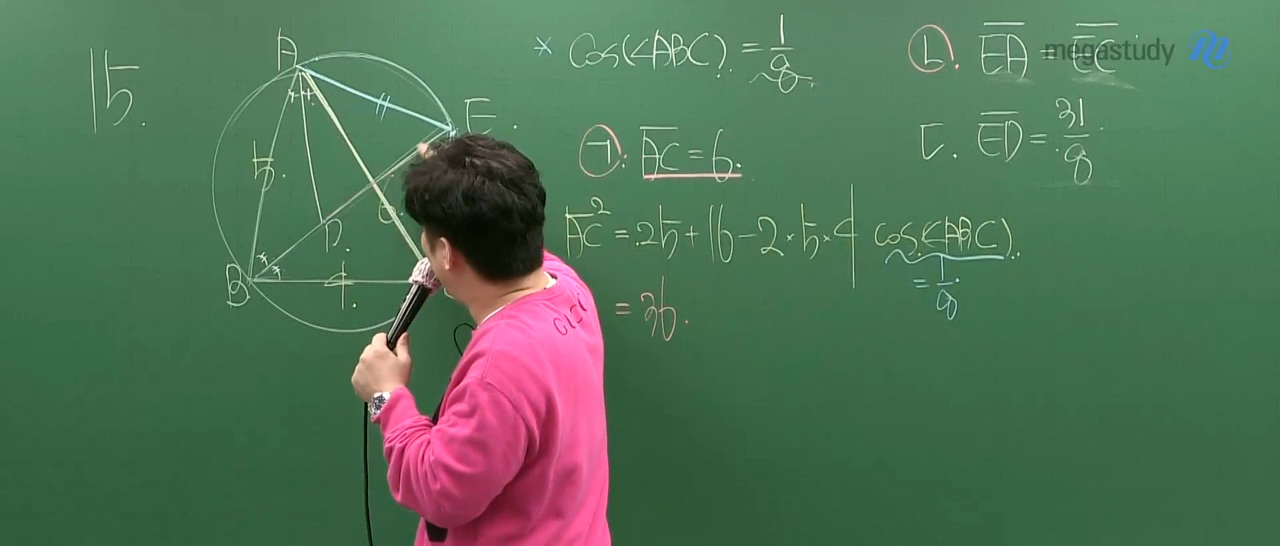 15.
A
E.
5.
6
D.
B
4.
* cos(∠ABC) = 1/8
ㄱ. AC = 6.
AC² = 25 + 16 - 2 × 5 × 4 cos(∠ABC)
= 1/8
= 36.
ㄴ. EA = EC
ㄷ. ED = 31/8
megastudy